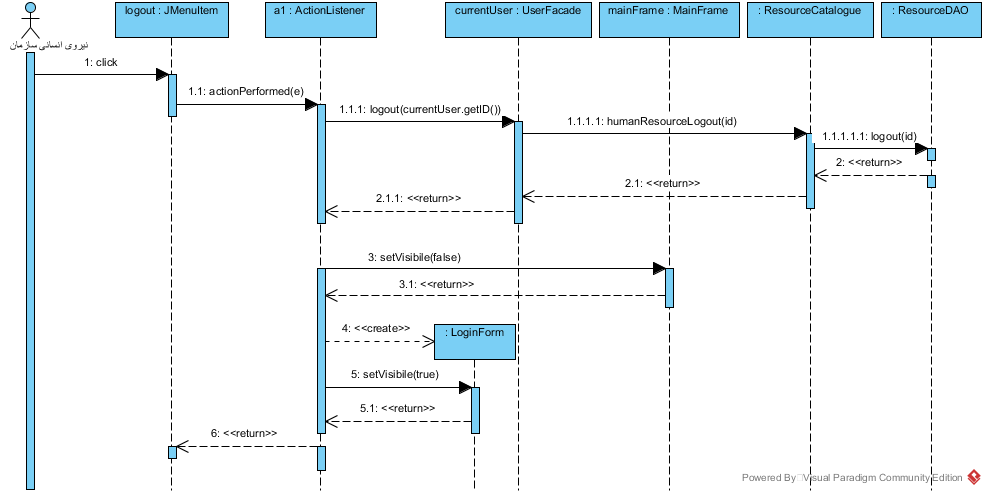 logout : JMenuItem
a1 : ActionListener
currentUser : UserFacade
mainFrame : MainFrame
: ResourceCatalogue
: ResourceDAO
نیروی انسانی سازمان
1: click
1.1: actionPerformed(e)
1.1.1: logout(currentUser.getID())
1.1.1.1: humanResourceLogout(id)
1.1.1.1.1: logout(id)
2: <<return>>
2.1: <<return>>
2.1.1: <<return>>
3: setVisibile(false)
3.1: <<return>>
4: <<create>>
: LoginForm
5: setVisibile(true)
5.1: <<return>>
6: <<return>>
Powered By Visual Paradigm Community Edition